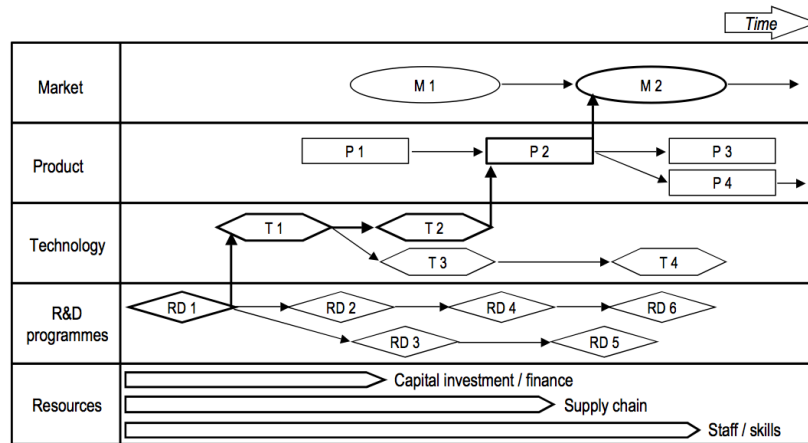 Time
Market
M 1
M 2
Product
P 1
P 2
P 3
P 4
Technology
T 1
T 2
T 3
T 4
R&D
programmes
RD 1
RD 2
RD 4
RD 6
RD 3
RD 5
Resources
Capital investment / finance
Supply chain
Staff / skills